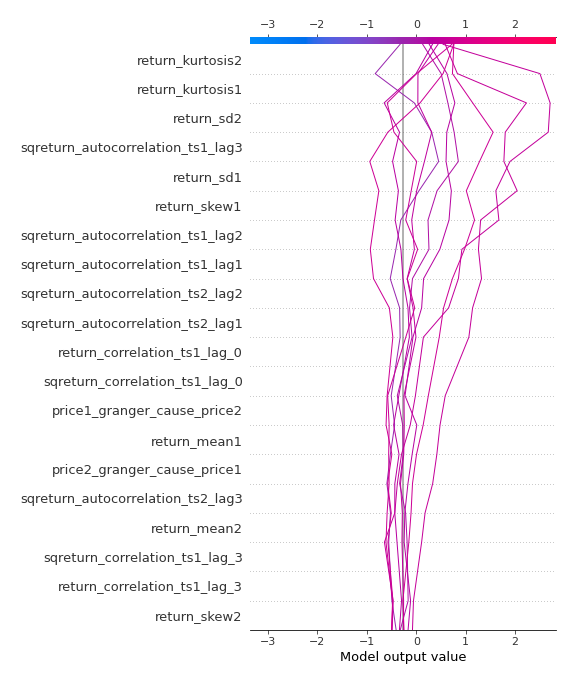 −3 −2 −1 0 1 2
return_kurtosis2
return_kurtosis1
return_sd2
sqreturn_autocorrelation_ts1_lag3
return_sd1
return_skew1
sqreturn_autocorrelation_ts1_lag2
sqreturn_autocorrelation_ts1_lag1
sqreturn_autocorrelation_ts2_lag2
sqreturn_autocorrelation_ts2_lag1
return_correlation_ts1_lag_0
sqreturn_correlation_ts1_lag_0
price1_granger_cause_price2
return_mean1
price2_granger_cause_price1
sqreturn_autocorrelation_ts2_lag3
return_mean2
sqreturn_correlation_ts1_lag_3
return_correlation_ts1_lag_3
return_skew2
−3 −2 −1 0 1 2
Model output value